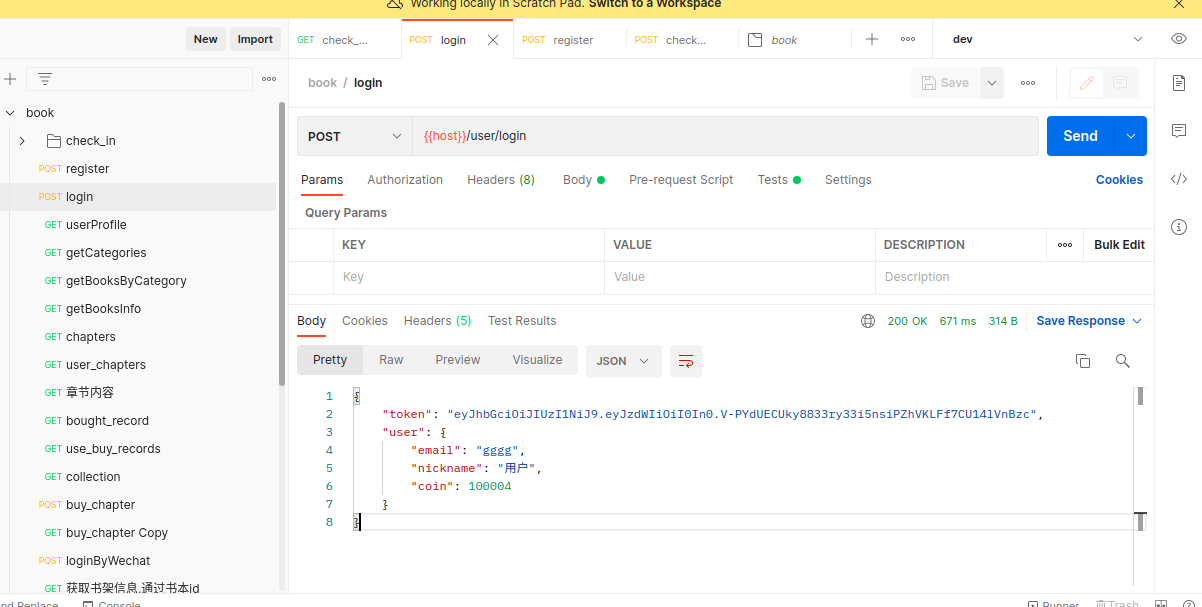 Working locally in Scratch Pad. Switch to a Workspace
New Import
GET check_... POST login POST register POST check... book dev
book
check_in
POST register
POST login
GET userProfile
GET getCategories
GET getBooksByCategory
GET getBooksInfo
GET chapters
GET user_chapters
GET 章节内容
GET bought_record
GET use_buy_records
GET collection
POST buy_chapter
GET buy_chapter Copy
POST loginByWechat
GET 获取书架信息,通过书本id
book / login Save
POST {{host}}/user/login Send
Params Authorization Headers (8) Body Pre-request Script Tests Settings Cookies
Query Params
KEY VALUE DESCRIPTION Bulk Edit
Key Value Description
Body Cookies Headers (5) Test Results 200 OK 671 ms 314 B Save Response
Pretty Raw Preview Visualize JSON
1 {
2 "token": "eyJhbGciOiJIUzI1NiJ9.eyJzdWIiOiI0In0.V-PYdUECUky8833ry33i5nsiPZhVKLFf7CU14lVnBzc",
3 "user": {
4 "email": "gggg",
5 "nickname": "用户",
6 "coin": 100004
7 }
8 }
nd Replace Console Runner Trash